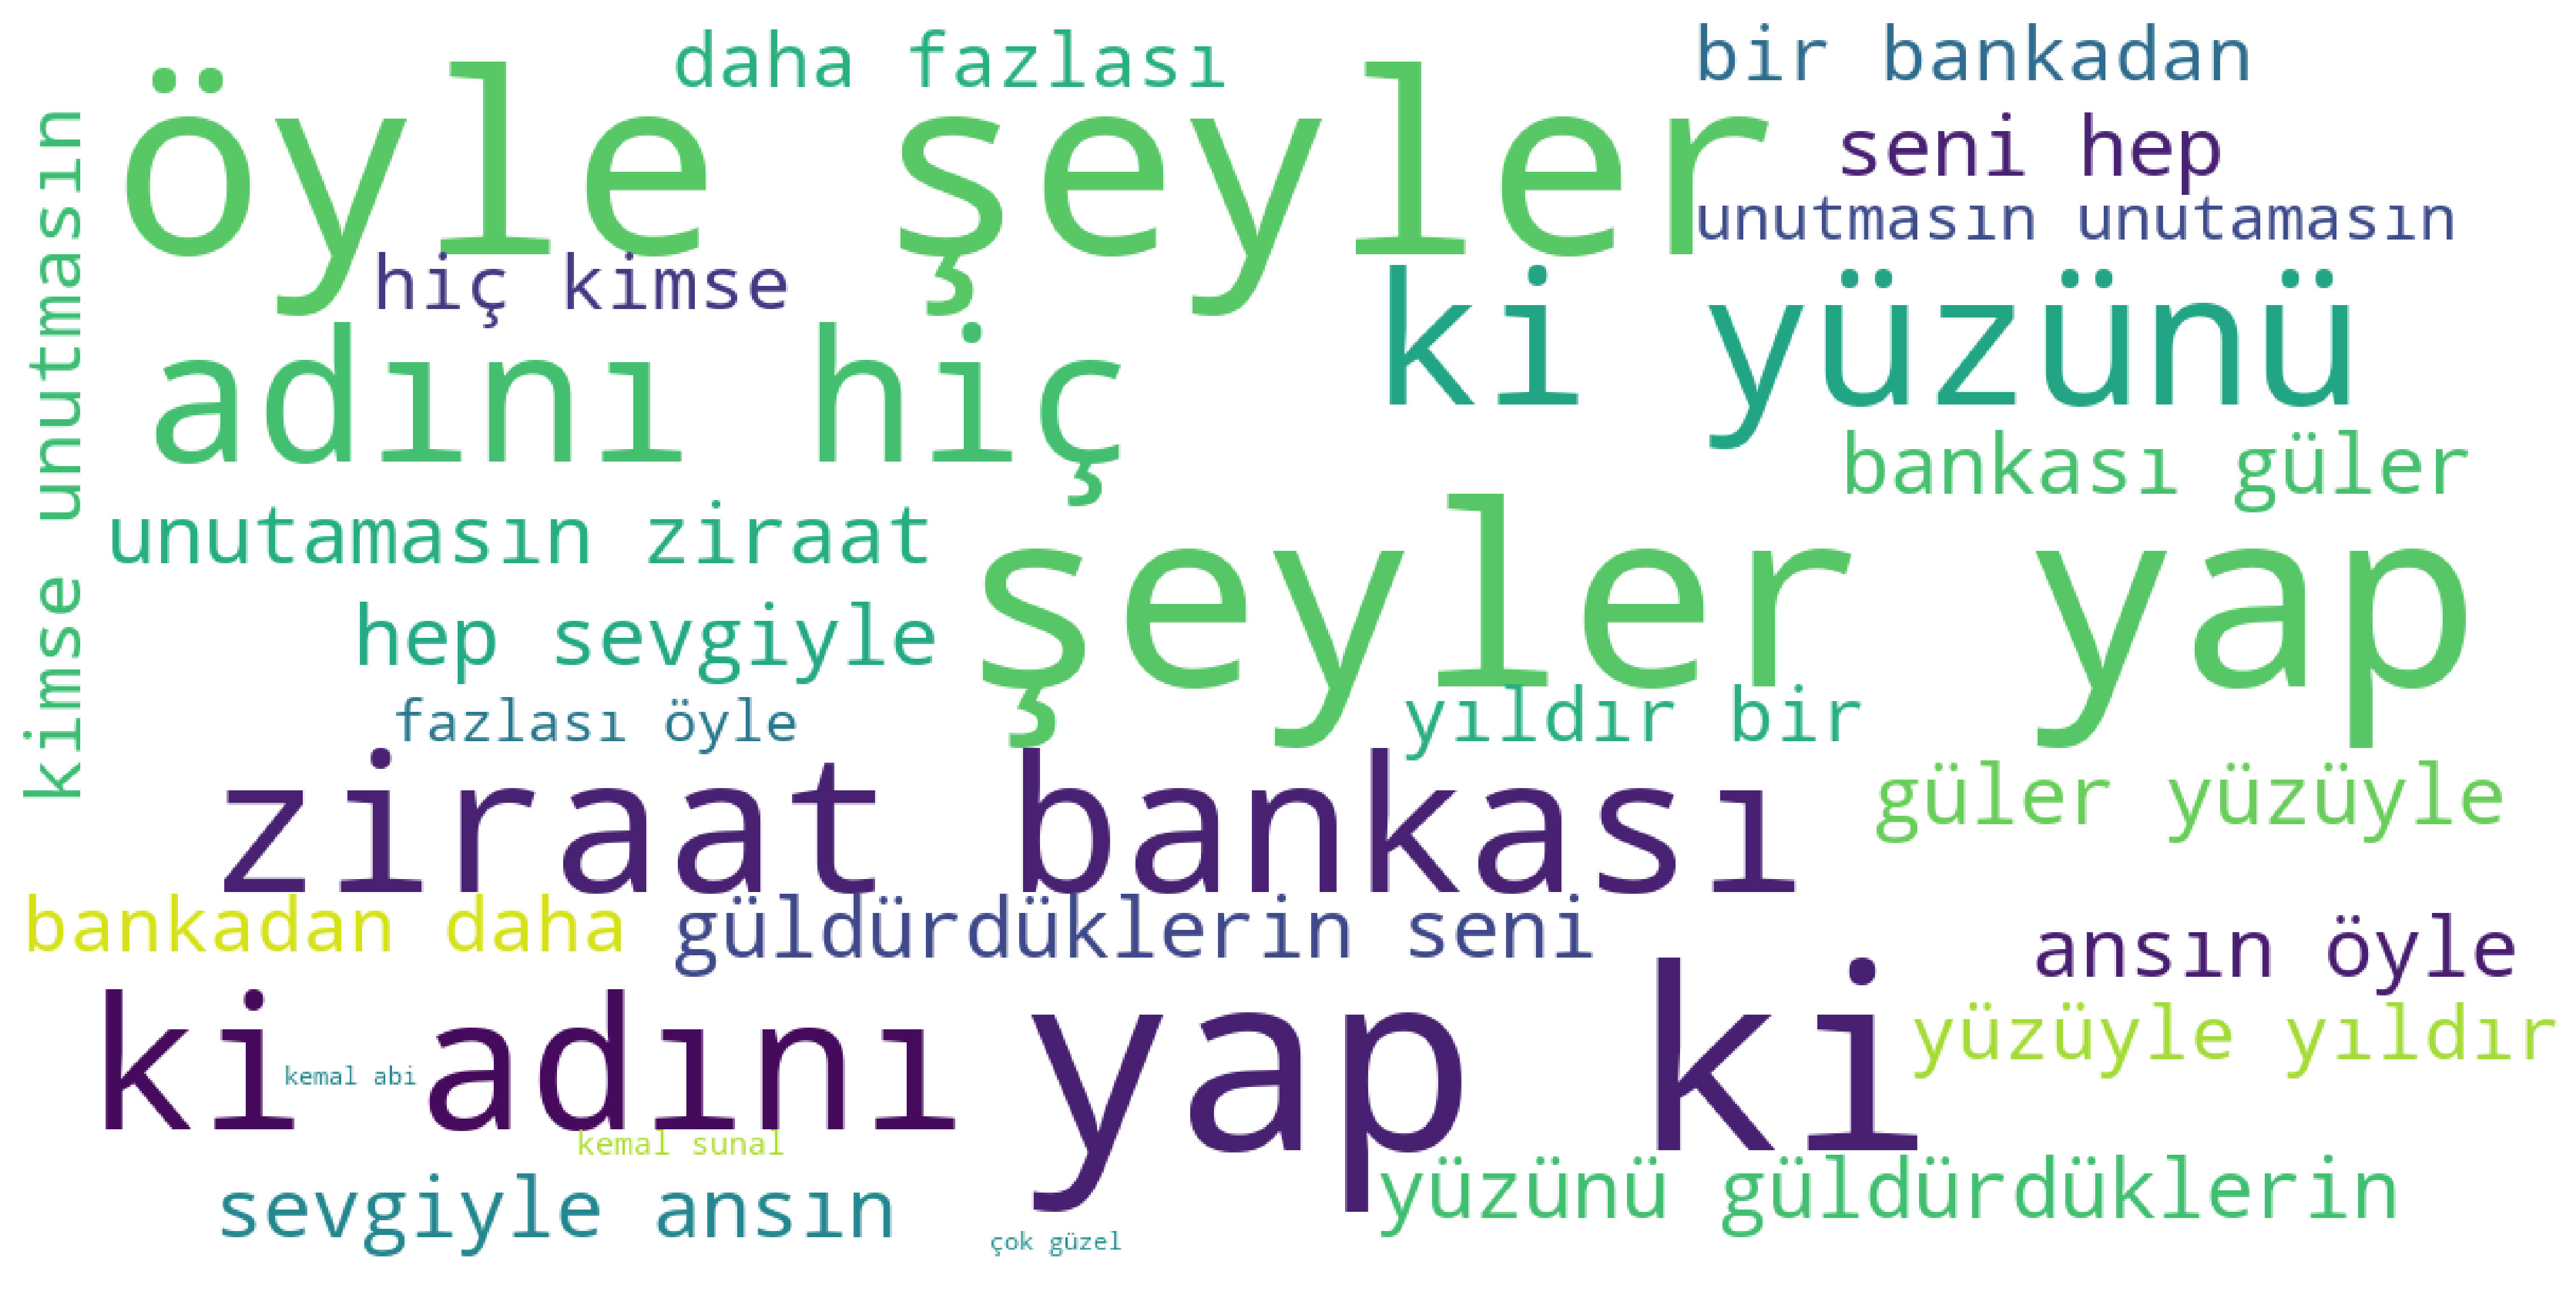 daha fazlası
bir bankadan
öyle şeyler
seni hep
unutmasın unutamasın
kimse unutmasın
hiç kimse
ki yüzünü
adını hiç
bankası güler
unutamasın ziraat
şeyler yap
hep sevgiyle
fazlası öyle
yıldır bir
ziraat bankası
güler yüzüyle
bankadan daha
güldürdüklerin seni
ansın öyle
ki adını
yap ki
yüzüyle yıldır
kemal abi
kemal sunal
sevgiyle ansın
yüzünü güldürdüklerin
çok güzel